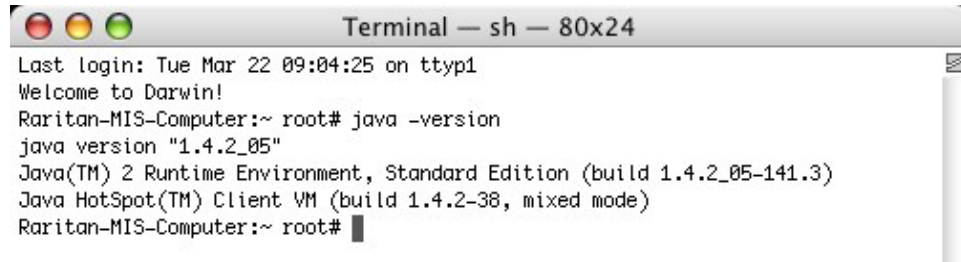 Terminal — sh — 80x24
Last login: Tue Mar 22 09:04:25 on ttyp1
Welcome to Darwin!
Raritan-MIS-Computer:~ root# java -version
java version "1.4.2_05"
Java(TM) 2 Runtime Environment, Standard Edition (build 1.4.2_05-141.3)
Java HotSpot(TM) Client VM (build 1.4.2-38, mixed mode)
Raritan-MIS-Computer:~ root#